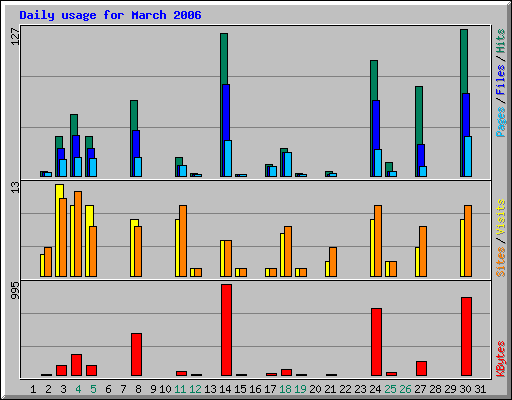 Daily usage for March 2006
127
Pages/Files/Hits
13
Sites/Visits
995
KBytes
1 2 3 4 5 6 7 8 9 10 11 12 13 14 15 16 17 18 19 20 21 22 23 24 25 26 27 28 29 30 31